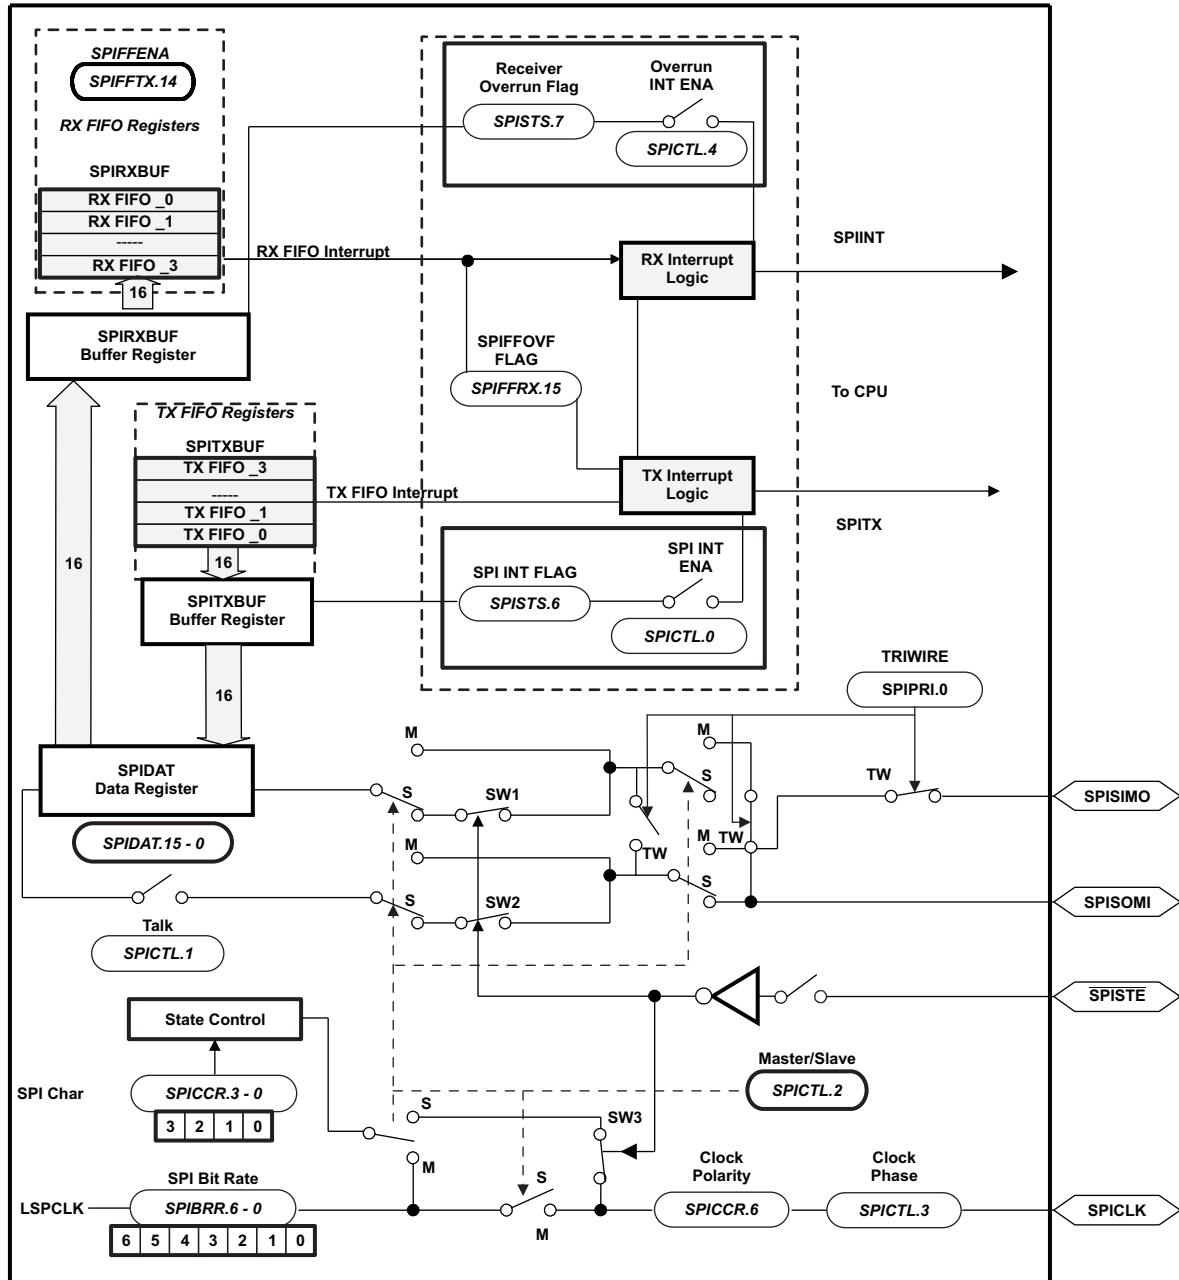 SPIFFENA
SPIFFTX.14
RX FIFO Registers
SPIRXBUF
RX FIFO _0
RX FIFO _1
-----
RX FIFO _3
16
SPIRXBUF
Buffer Register
RX FIFO Interrupt
Receiver
Overrun Flag
SPISTS.7
Overrun
INT ENA
SPICTL.4
RX Interrupt
Logic
SPIINT
SPIFFOVF
FLAG
SPIFFRX.15
To CPU
TX FIFO Registers
SPITXBUF
TX FIFO _3
-----
TX FIFO _1
TX FIFO _0
16
TX FIFO Interrupt
TX Interrupt
Logic
SPITX
16
SPITXBUF
Buffer Register
SPI INT FLAG
SPISTS.6
SPI INT
ENA
SPICTL.0
16
TRIWIRE
SPIPRI.0
SPIDAT
Data Register
SPIDAT.15 - 0
M
S
SW1
M
S
TW
SPISIMO
M
S
SW2
TW
M
TW
S
SPISOMI
Talk
SPICTL.1
SPISTE
State Control
Master/Slave
SPICTL.2
SPI Char
SPICCR.3 - 0
3 2 1 0
S
M
SW3
SPI Bit Rate
LSPCLK
SPIBRR.6 - 0
6 5 4 3 2 1 0
S
M
Clock
Polarity
SPICCR.6
Clock
Phase
SPICTL.3
SPICLK